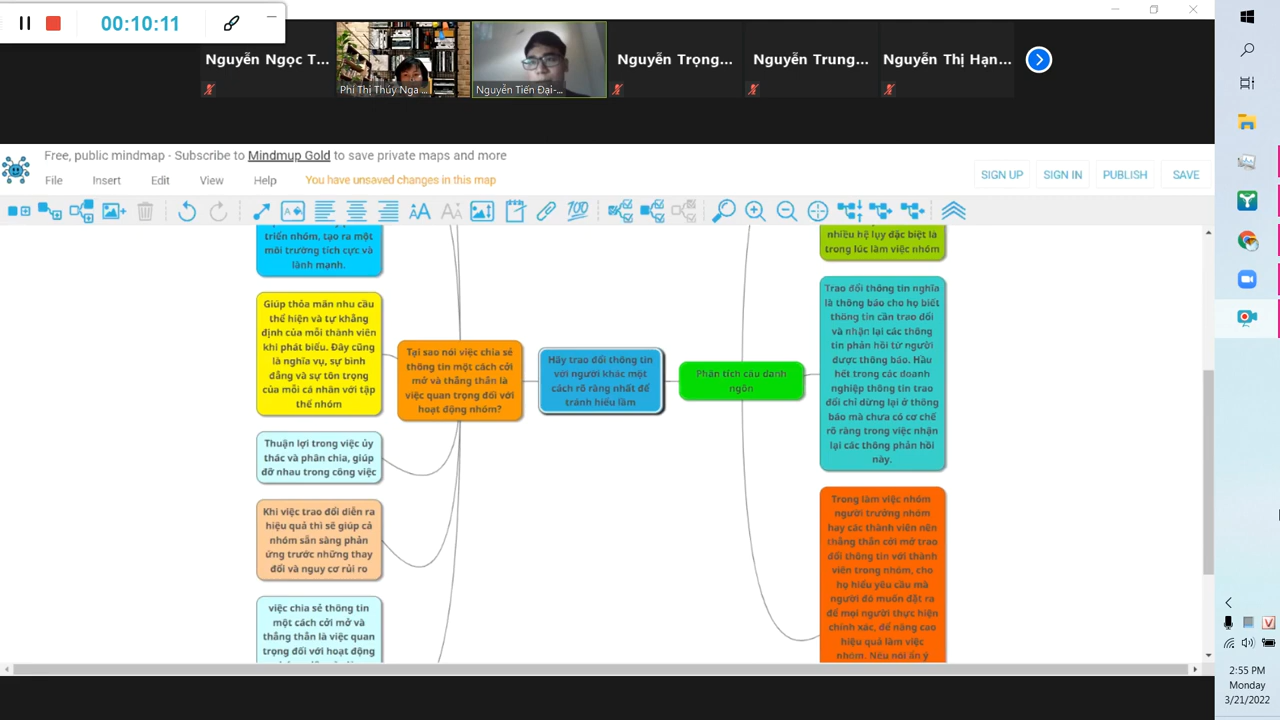 00:10:11
Nguyễn Ngọc T...
Phí Thị Thúy Nga ...
Nguyễn Tiến Đại-...
Nguyễn Trọng...
Nguyễn Trung...
Nguyễn Thị Hạn...
Free, public mindmap - Subscribe to Mindmup Gold to save private maps and more
File
Insert
Edit
View
Help
You have unsaved changes in this map
SIGN UP
SIGN IN
PUBLISH
SAVE
100
triển nhóm, tạo ra một
môi trường tích cực và
lành mạnh.
Giúp thỏa mãn nhu cầu
thể hiện và tự khẳng
định của mỗi thành viên
khi phát biểu. Đây cũng
là nghĩa vụ, sự bình
đẳng và sự tôn trọng
của mỗi cá nhân với tập
thể nhóm
Thuận lợi trong việc ủy
thác và phân chia, giúp
đỡ nhau trong công việc
Khi việc trao đổi diễn ra
hiệu quả thì sẽ giúp cả
nhóm sẵn sàng phản
ứng trước những thay
đổi và nguy cơ rủi ro
việc chia sẻ thông tin
một cách cởi mở và
thẳng thắn là việc quan
trọng đối với hoạt động
Tại sao nói việc chia sẻ
thông tin một cách cởi
mở và thẳng thắn là
việc quan trọng đối với
hoạt động nhóm?
Hãy trao đổi thông tin
với người khác một
cách rõ ràng nhất để
tránh hiểu lầm
Phân tích câu danh
ngôn
nhiều hệ lụy đặc biệt là
trong lúc làm việc nhóm
Trao đổi thông tin nghĩa
là thông báo cho họ biết
thông tin cần trao đổi
và nhận lại các thông
tin phản hồi từ người
được thông báo. Hầu
hết trong các doanh
nghiệp thông tin trao
đổi chỉ dừng lại ở thông
báo mà chưa có cơ chế
rõ ràng trong việc nhận
lại các thông phản hồi
này.
Trong làm việc nhóm
người trưởng nhóm
hay các thành viên nên
thẳng thắn cởi mở trao
đổi thông tin với thành
viên trong nhóm, cho
họ hiểu yêu cầu mà
người đó muốn đặt ra
để mọi người thực hiện
chính xác, để nâng cao
hiệu quả làm việc
nhóm. Nếu nói ẩn ý
2:55 PM
Monday
3/21/2022